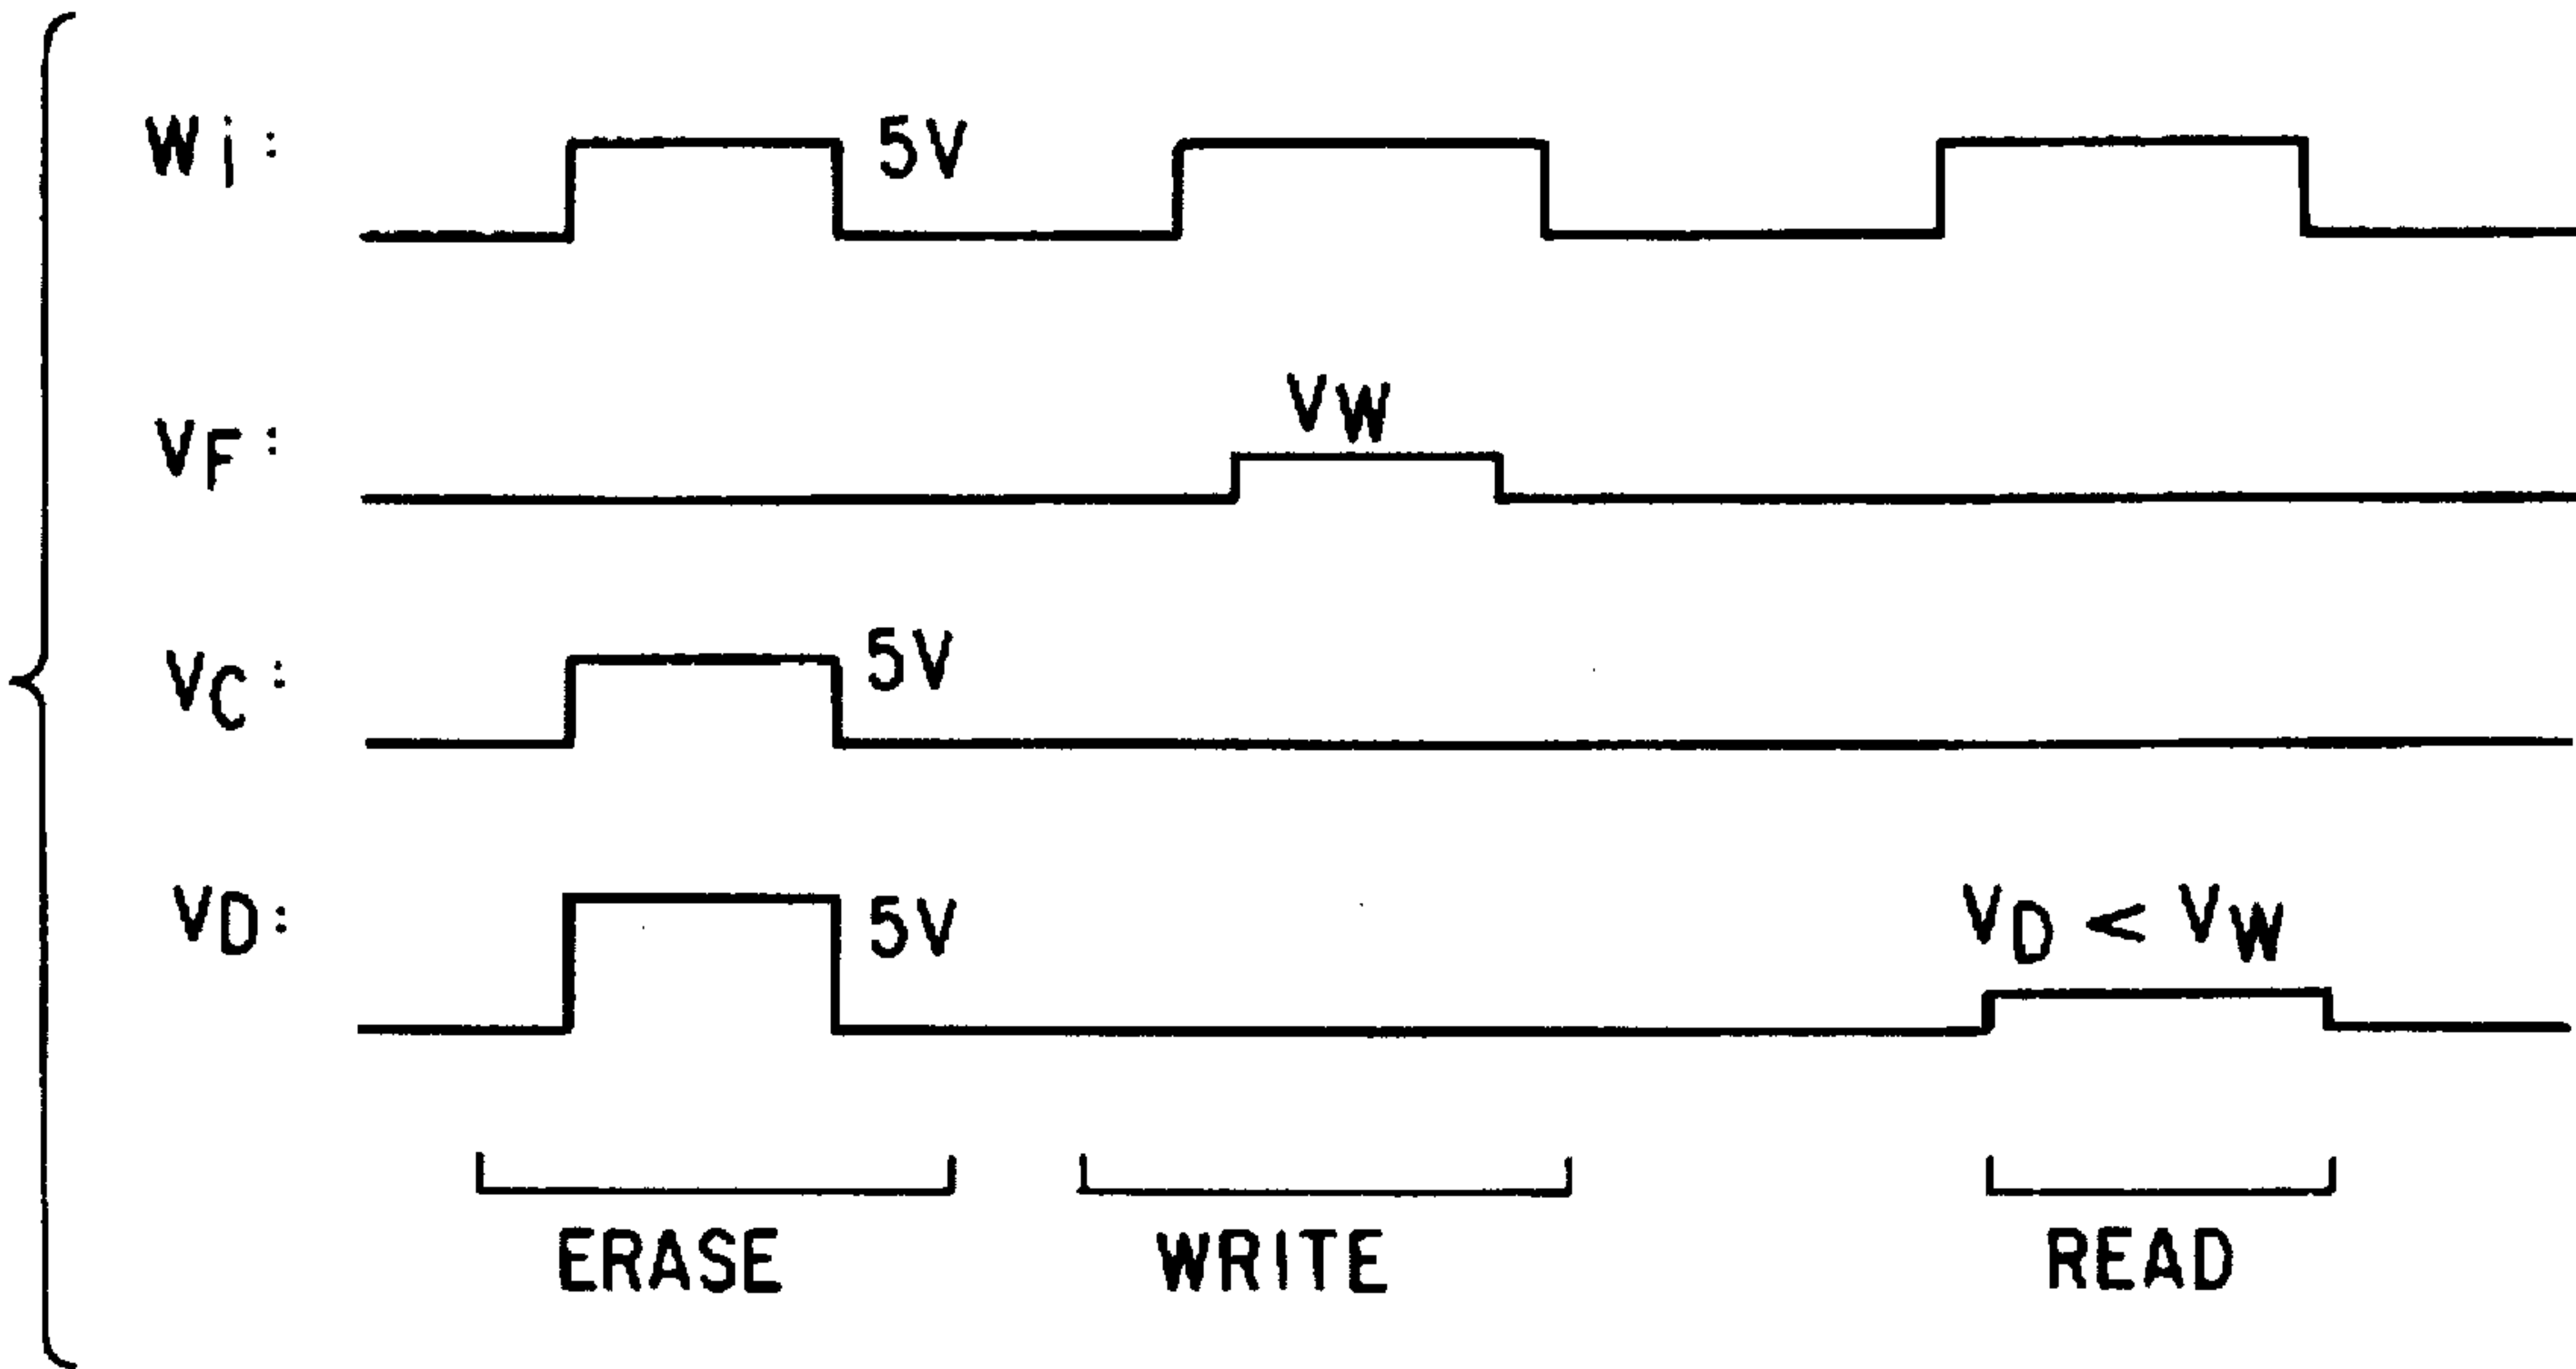 Wi: 5V
VF: VW
VC: 5V
VD: 5V VD < VW
ERASE WRITE READ